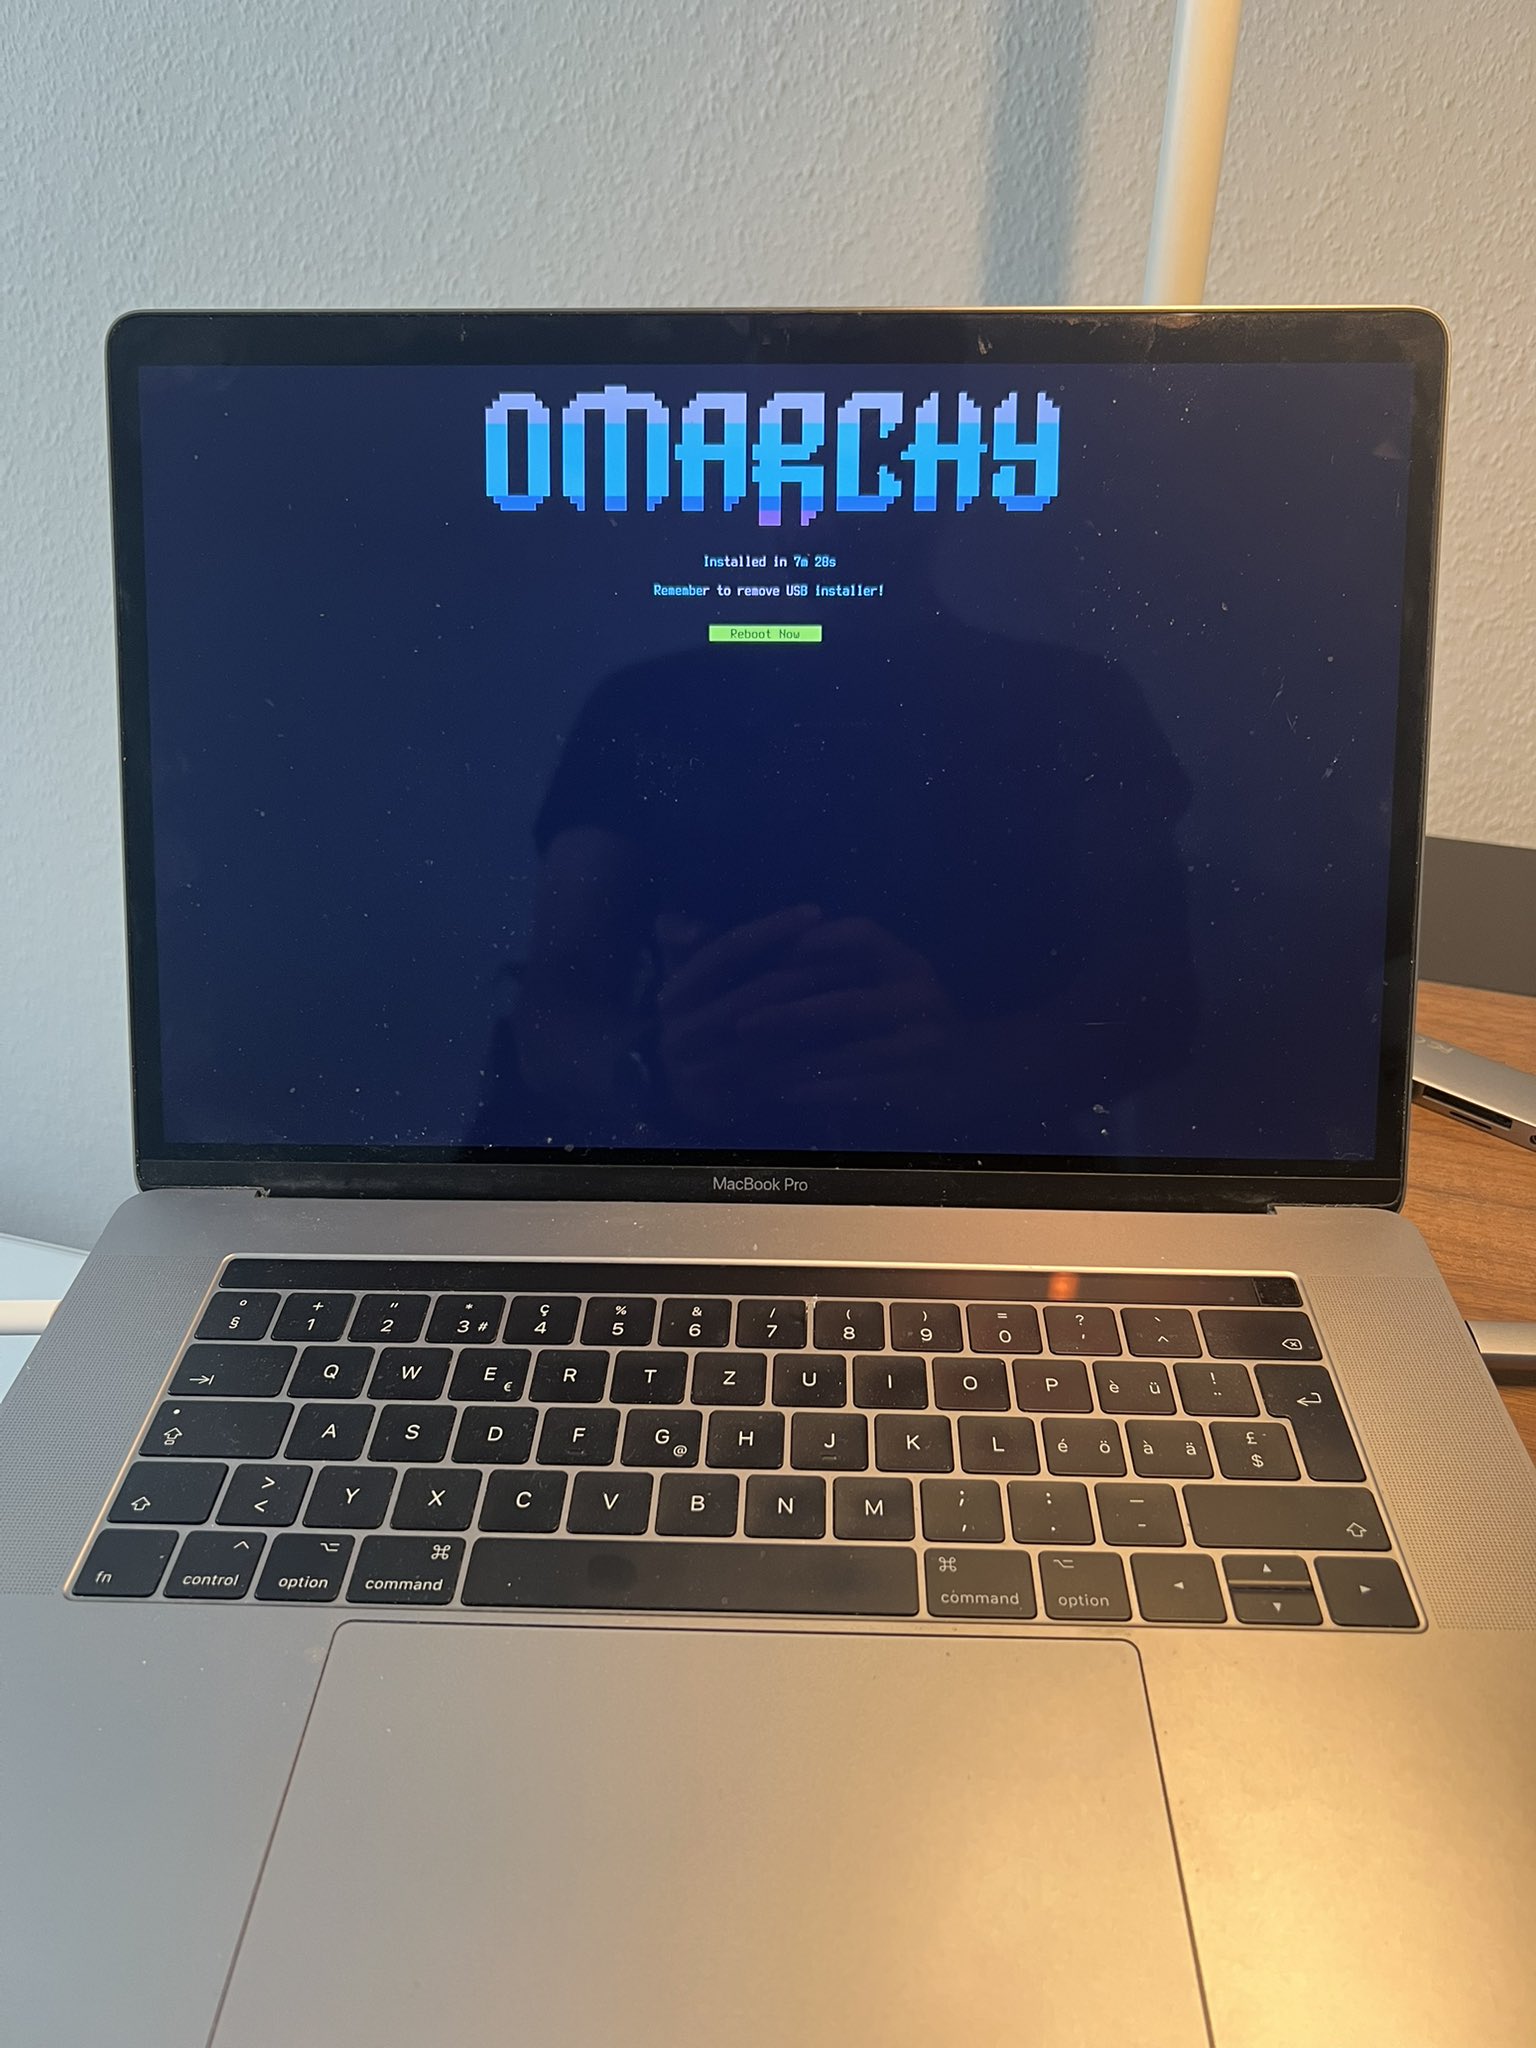 OMARCHY
Installed in 7m 28s
Remember to remove USB installer!
Reboot Now
MacBook Pro
° § + 1 " 2 * 3 # ç 4 % 5 & 6 / 7 ( 8 ) 9 = 0 ? ' ` ^
Q W E € R T Z U I O P è ü ! ¨
A S D F G @ H J K L é ö à ä £ $
> < Y X C V B N M ; , : . _ -
fn control option command command option